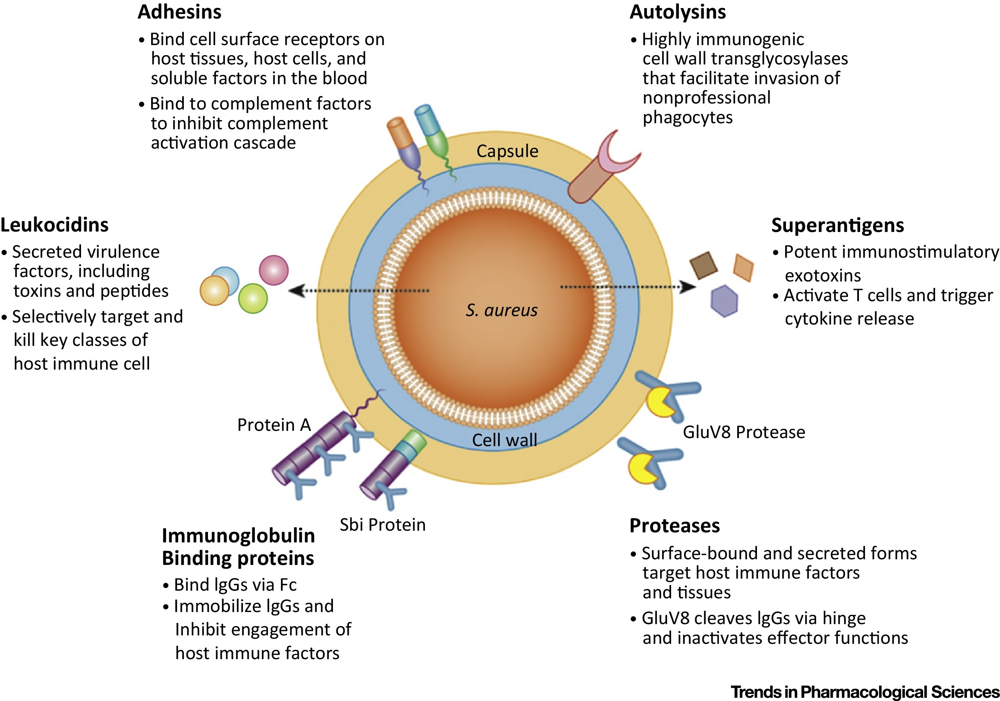 Adhesins
• Bind cell surface receptors on
host tissues, host cells, and
soluble factors in the blood
• Bind to complement factors
to inhibit complement
activation cascade
Autolysins
• Highly immunogenic
cell wall transglycosylases
that facilitate invasion of
nonprofessional
phagocytes
Capsule
Leukocidins
• Secreted virulence
factors, including
toxins and peptides
• Selectively target and
kill key classes of
host immune cell
Superantigens
• Potent immunostimulatory
exotoxins
• Activate T cells and trigger
cytokine release
S. aureus
Protein A
Cell wall
GluV8 Protease
Sbi Protein
Immunoglobulin
Binding proteins
• Bind IgGs via Fc
• Immobilize IgGs and
Inhibit engagement of
host immune factors
Proteases
• Surface-bound and secreted forms
target host immune factors
and tissues
• GluV8 cleaves IgGs via hinge
and inactivates effector functions
Trends in Pharmacological Sciences